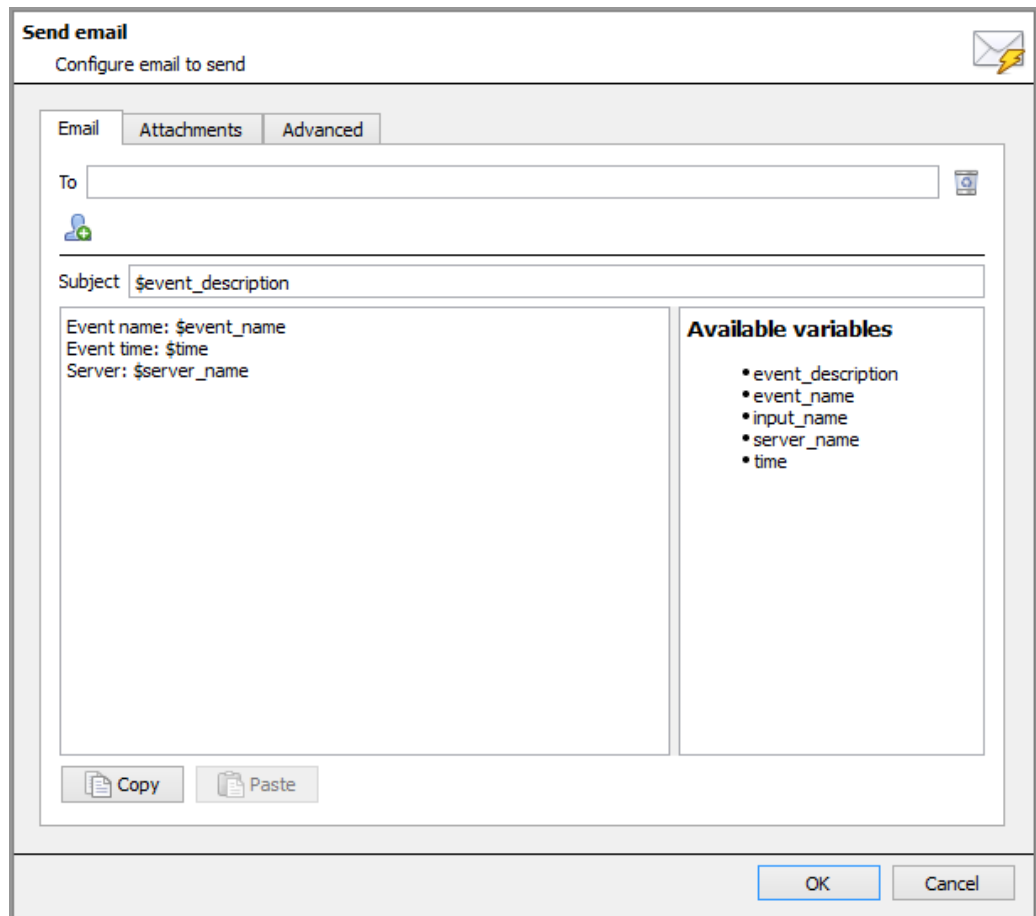 Send email
Configure email to send
Email Attachments Advanced
To
Subject $event_description
Event name: $event_name
Event time: $time
Server: $server_name
Available variables
• event_description
• event_name
• input_name
• server_name
• time
Copy Paste
OK Cancel